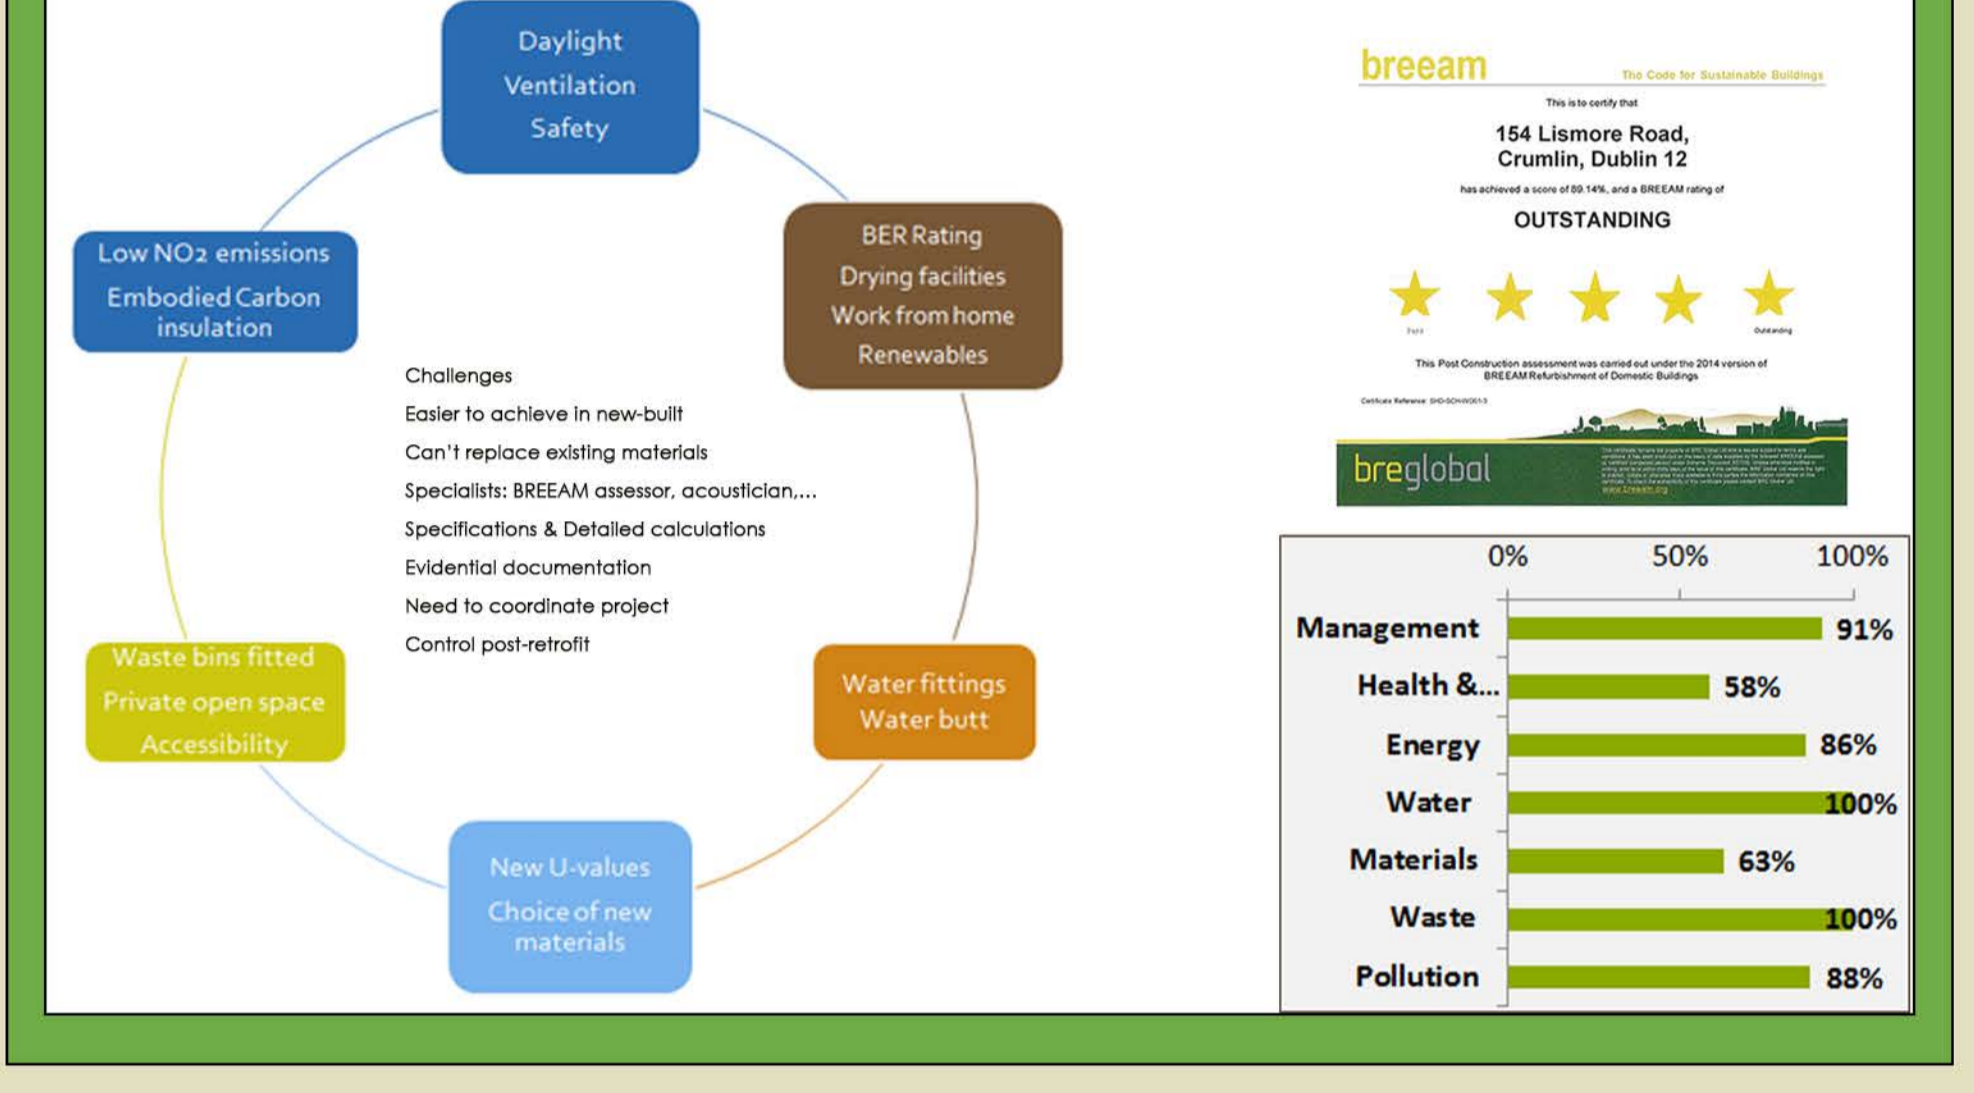 Daylight
Ventilation
Safety
BER Rating
Drying facilities
Work from home
Renewables
Water fittings
Water butt
New U-values
Choice of new
materials
Waste bins fitted
Private open space
Accessibility
Low NO2 emissions
Embodied Carbon
insulation
Challenges
Easier to achieve in new-built
Can't replace existing materials
Specialists: BREEAM assessor, acoustician,...
Specifications & Detailed calculations
Evidential documentation
Need to coordinate project
Control post-retrofit
breeam
The Code for Sustainable Buildings
This is to certify that
154 Lismore Road,
Crumlin, Dublin 12
has achieved a score of 89.14%, and a BREEAM rating of
OUTSTANDING
Outstanding
This Post Construction assessment was carried out under the 2014 version of
BREEAM Refurbishment of Domestic Buildings
Certificate Reference:
breglobal
www.breeam.org
0% 50% 100%
Management 91%
Health &... 58%
Energy 86%
Water 100%
Materials 63%
Waste 100%
Pollution 88%